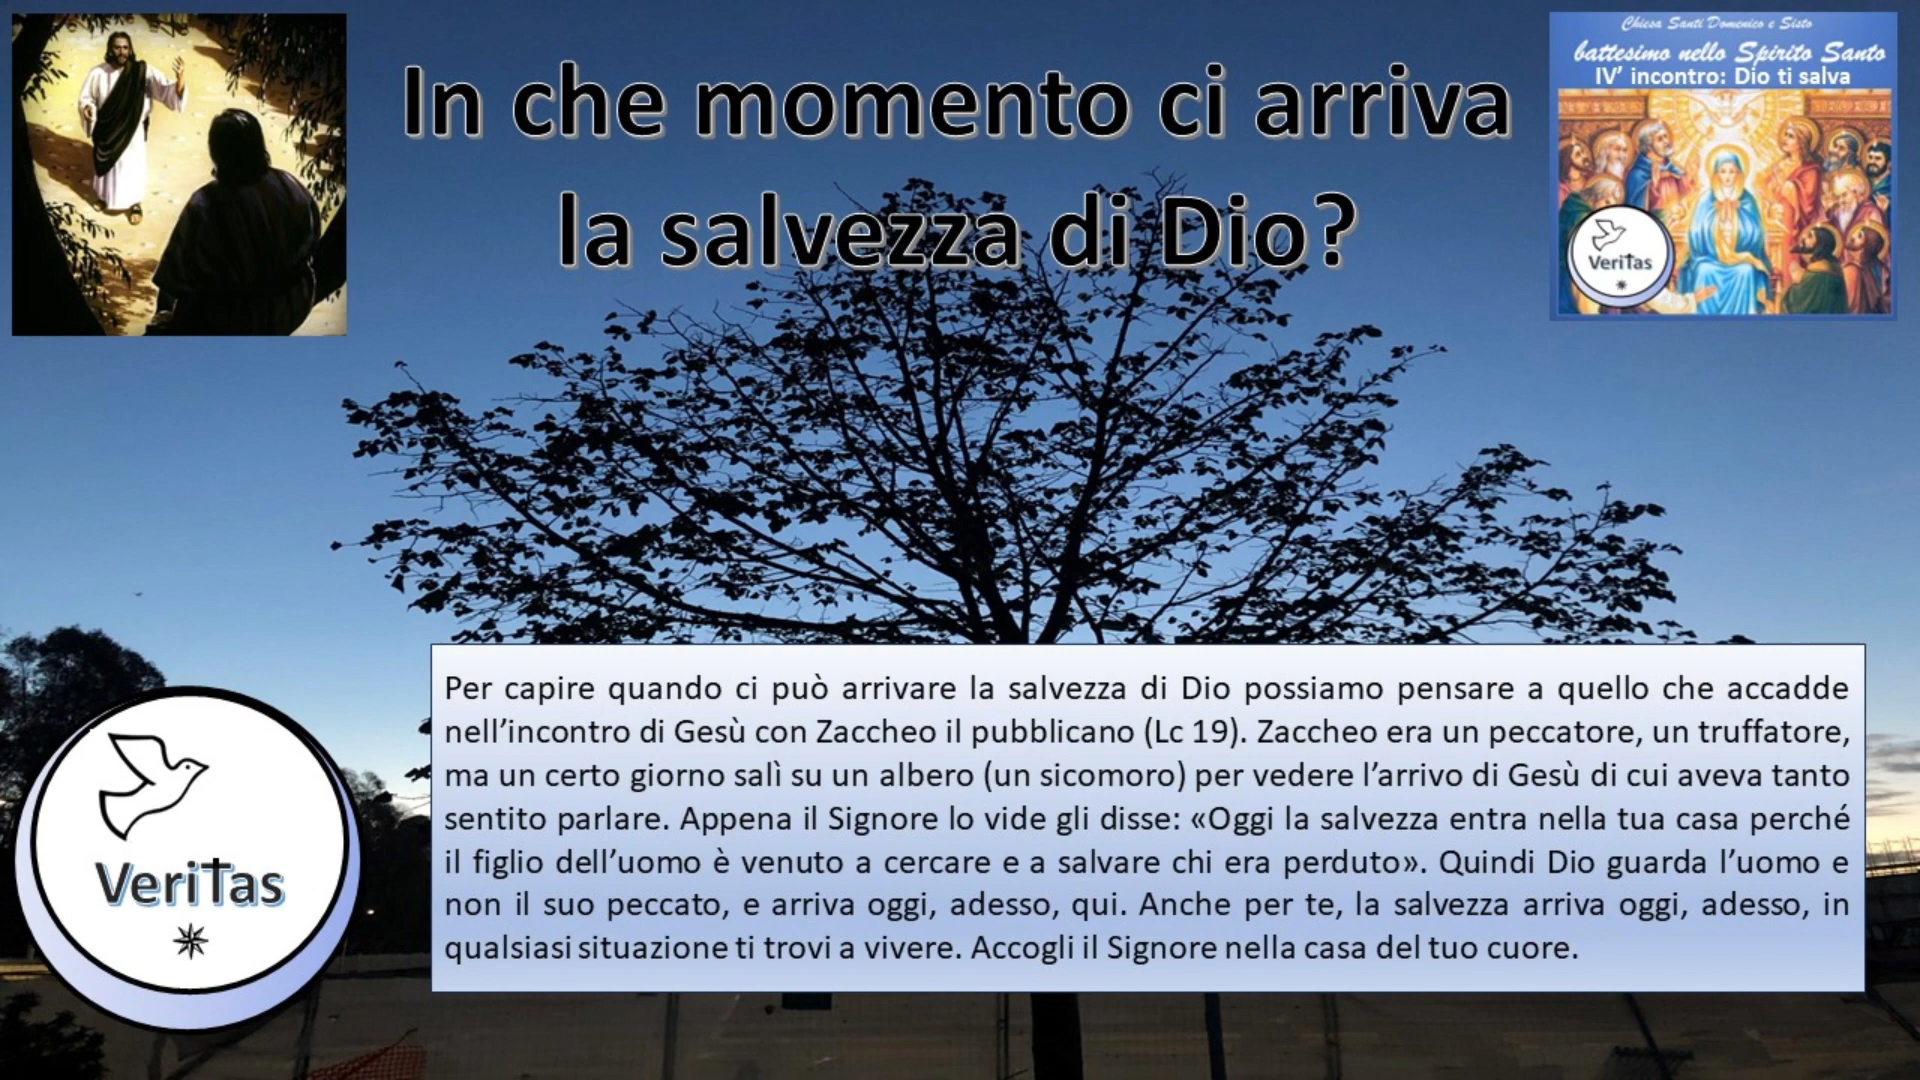 In che momento ci arriva
la salvezza di Dio?
Chiesa Santi Domenico e Sisto
battesimo nello Spirito Santo
IV' incontro: Dio ti salva
VeriTas
Per capire quando ci può arrivare la salvezza di Dio possiamo pensare a quello che accadde
nell’incontro di Gesù con Zaccheo il pubblicano (Lc 19). Zaccheo era un peccatore, un truffatore,
ma un certo giorno salì su un albero (un sicomoro) per vedere l’arrivo di Gesù di cui aveva tanto
sentito parlare. Appena il Signore lo vide gli disse: «Oggi la salvezza entra nella tua casa perché
il figlio dell’uomo è venuto a cercare e a salvare chi era perduto». Quindi Dio guarda l’uomo e
non il suo peccato, e arriva oggi, adesso, qui. Anche per te, la salvezza arriva oggi, adesso, in
qualsiasi situazione ti trovi a vivere. Accogli il Signore nella casa del tuo cuore.
VeriTas